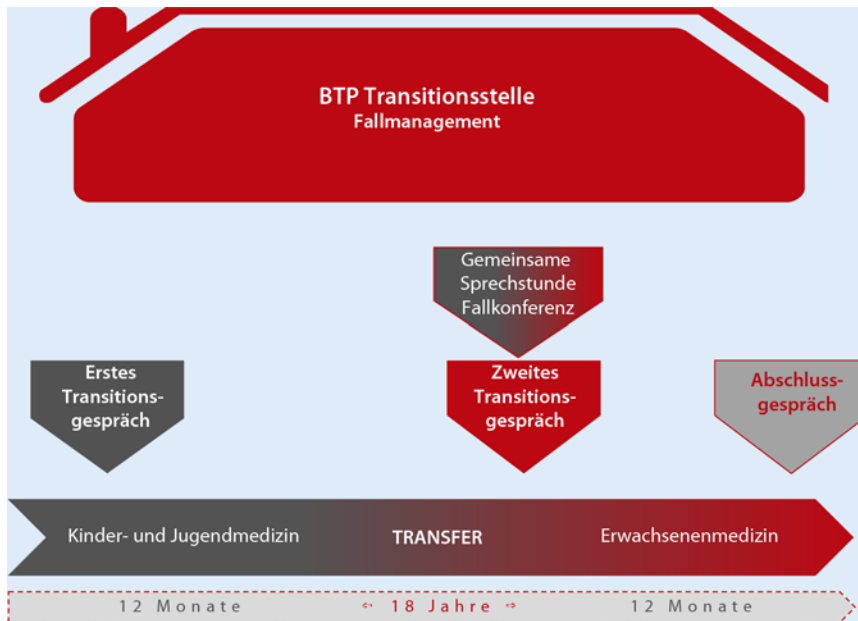 BTP Transitionsstelle
Fallmanagement
Gemeinsame
Sprechstunde
Fallkonferenz
Erstes
Transitions-
gespräch
Zweites
Transitions-
gespräch
Abschluss-
gespräch
Kinder- und Jugendmedizin
TRANSFER
Erwachsenenmedizin
12 Monate
18 Jahre
12 Monate